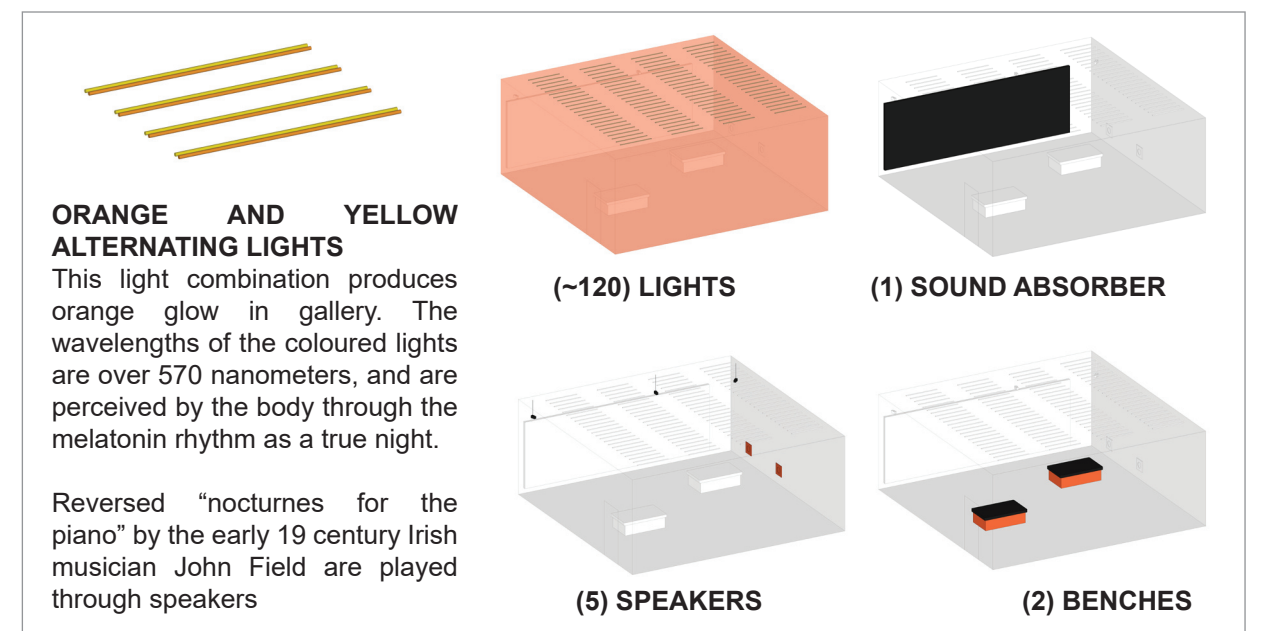 ORANGE AND YELLOW
ALTERNATING LIGHTS
This light combination produces
orange glow in gallery. The
wavelengths of the coloured lights
are over 570 nanometers, and are
perceived by the body through the
melatonin rhythm as a true night.
Reversed “nocturnes for the
piano” by the early 19 century Irish
musician John Field are played
through speakers
(~120) LIGHTS
(1) SOUND ABSORBER
(5) SPEAKERS
(2) BENCHES